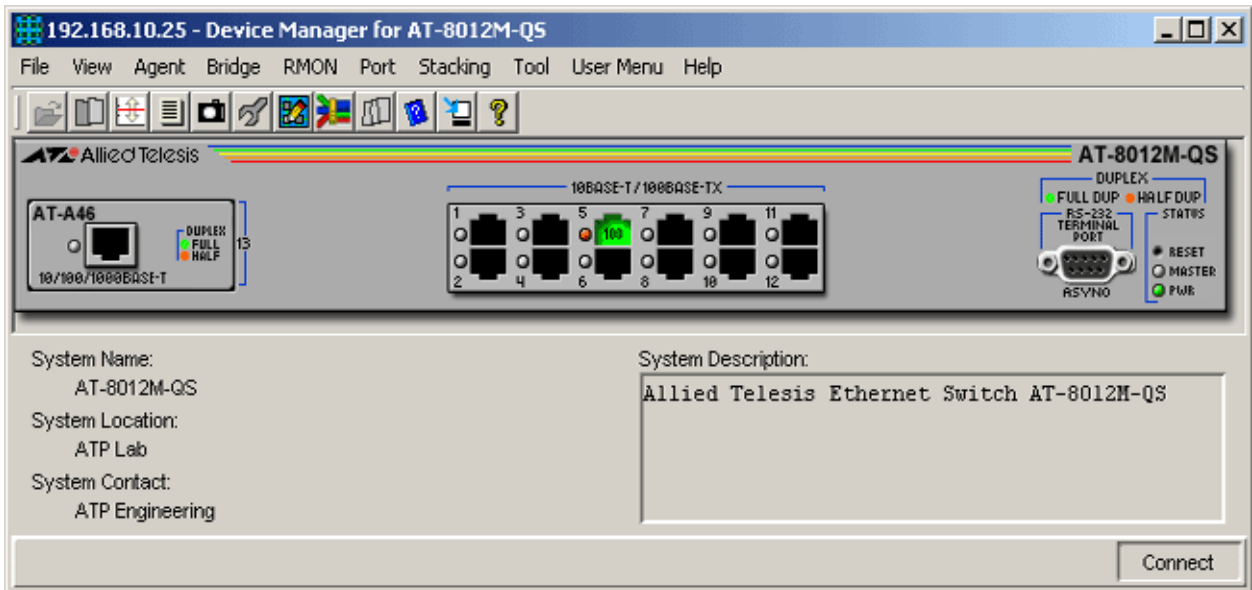 192.168.10.25 - Device Manager for AT-8012M-QS
File View Agent Bridge RMON Port Stacking Tool User Menu Help
Allied Telesis
AT-8012M-QS
10BASE-T/100BASE-TX
DUPLEX
FULL DUP HALF DUP
AT-A46
DUPLEX
FULL
HALF
13
10/100/1000BASE-T
1 3 5 7 9 11
100
2 4 6 8 10 12
RS-232
TERMINAL
PORT
ASYNO
STATUS
RESET
MASTER
PWR
System Name:
AT-8012M-QS
System Location:
ATP Lab
System Contact:
ATP Engineering
System Description:
Allied Telesis Ethernet Switch AT-8012M-QS
Connect